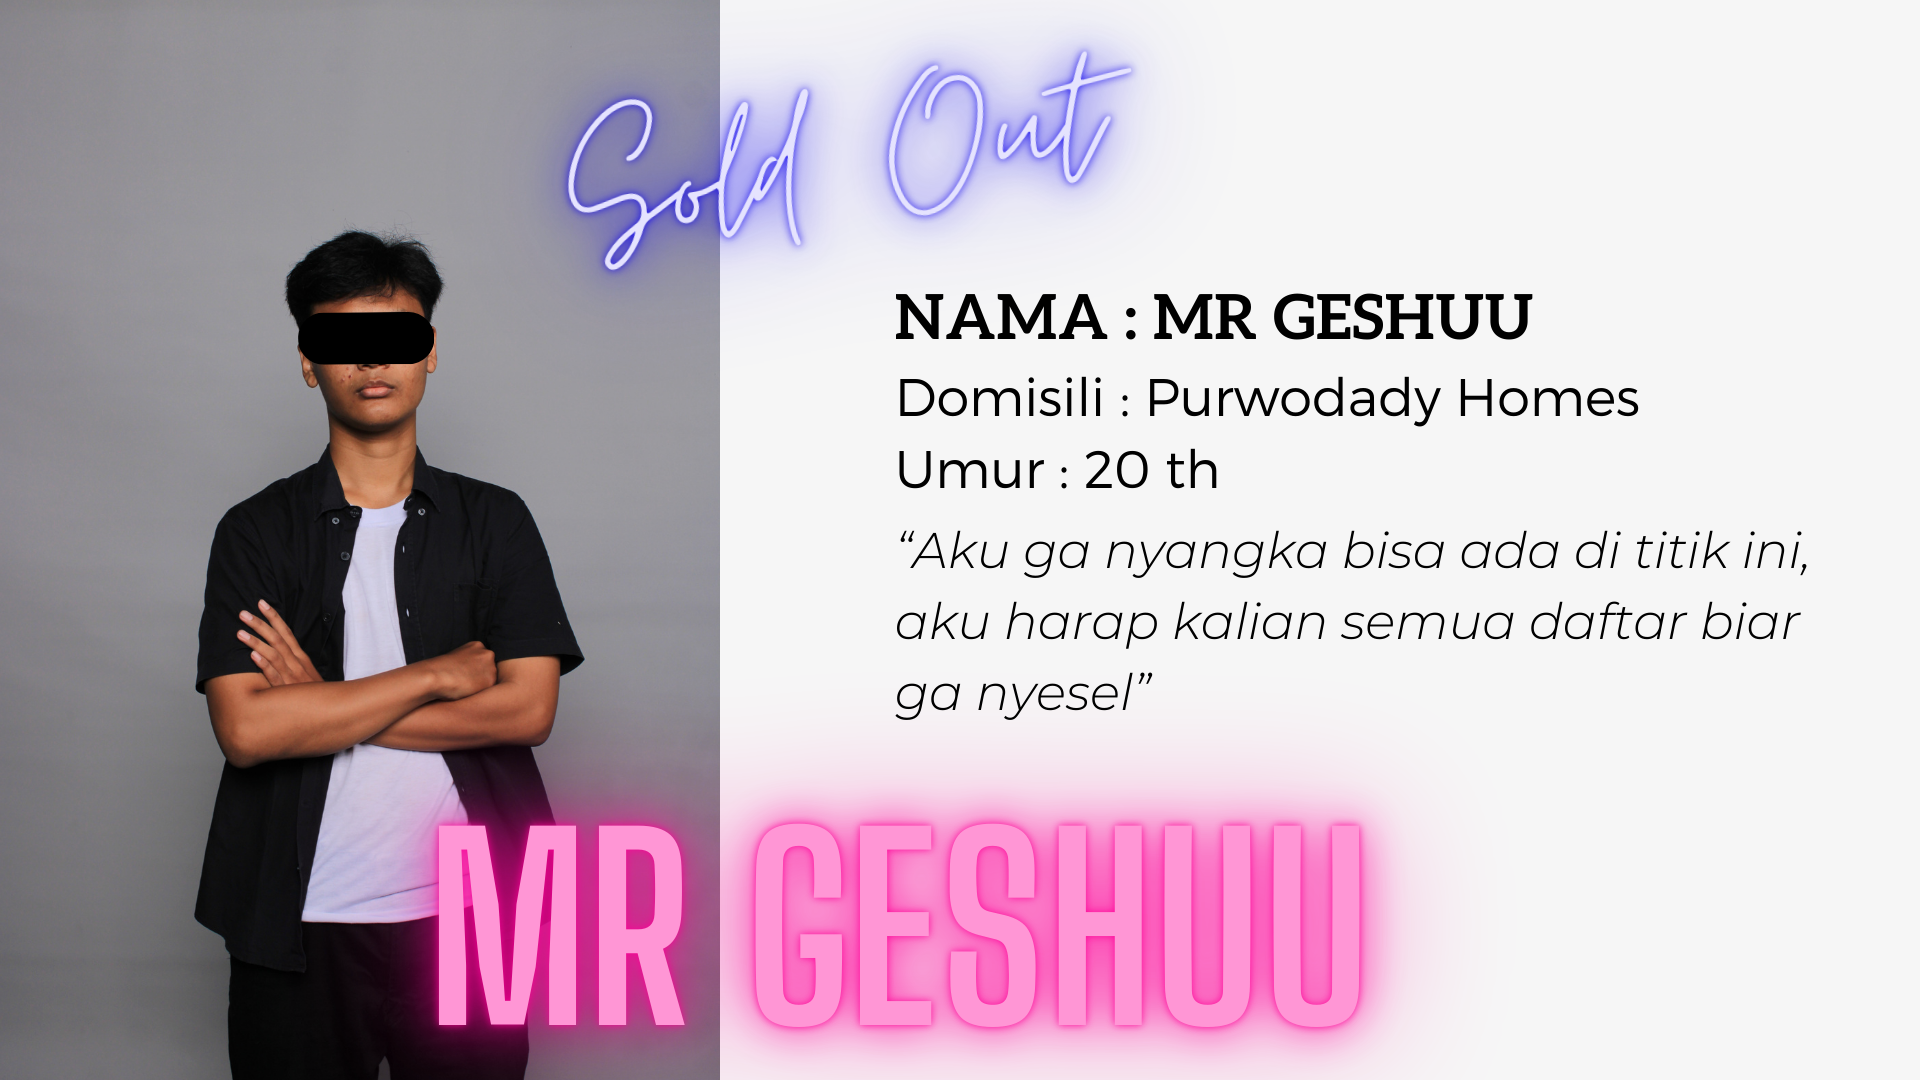 Sold Out
NAMA : MR GESHUU
Domisili : Purwodady Homes
Umur : 20 th
“Aku ga nyangka bisa ada di titik ini,
aku harap kalian semua daftar biar
ga nyesel”
MR GESHUU